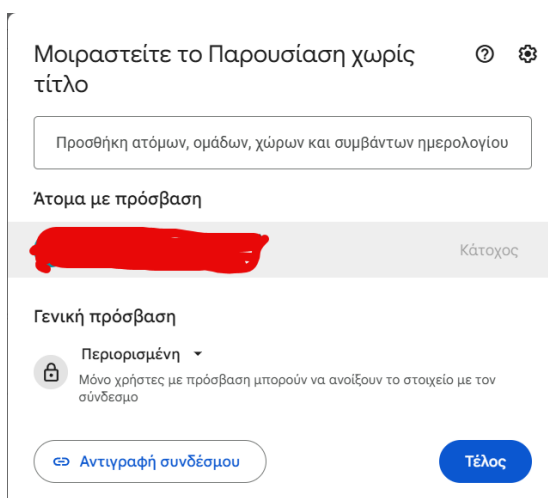 Μοιραστείτε το Παρουσίαση χωρίς
τίτλο
Προσθήκη ατόμων, ομάδων, χώρων και συμβάντων ημερολογίου
Άτομα με πρόσβαση
Κάτοχος
Γενική πρόσβαση
Περιορισμένη
Μόνο χρήστες με πρόσβαση μπορούν να ανοίξουν το στοιχείο με τον
σύνδεσμο
Αντιγραφή συνδέσμου
Τέλος